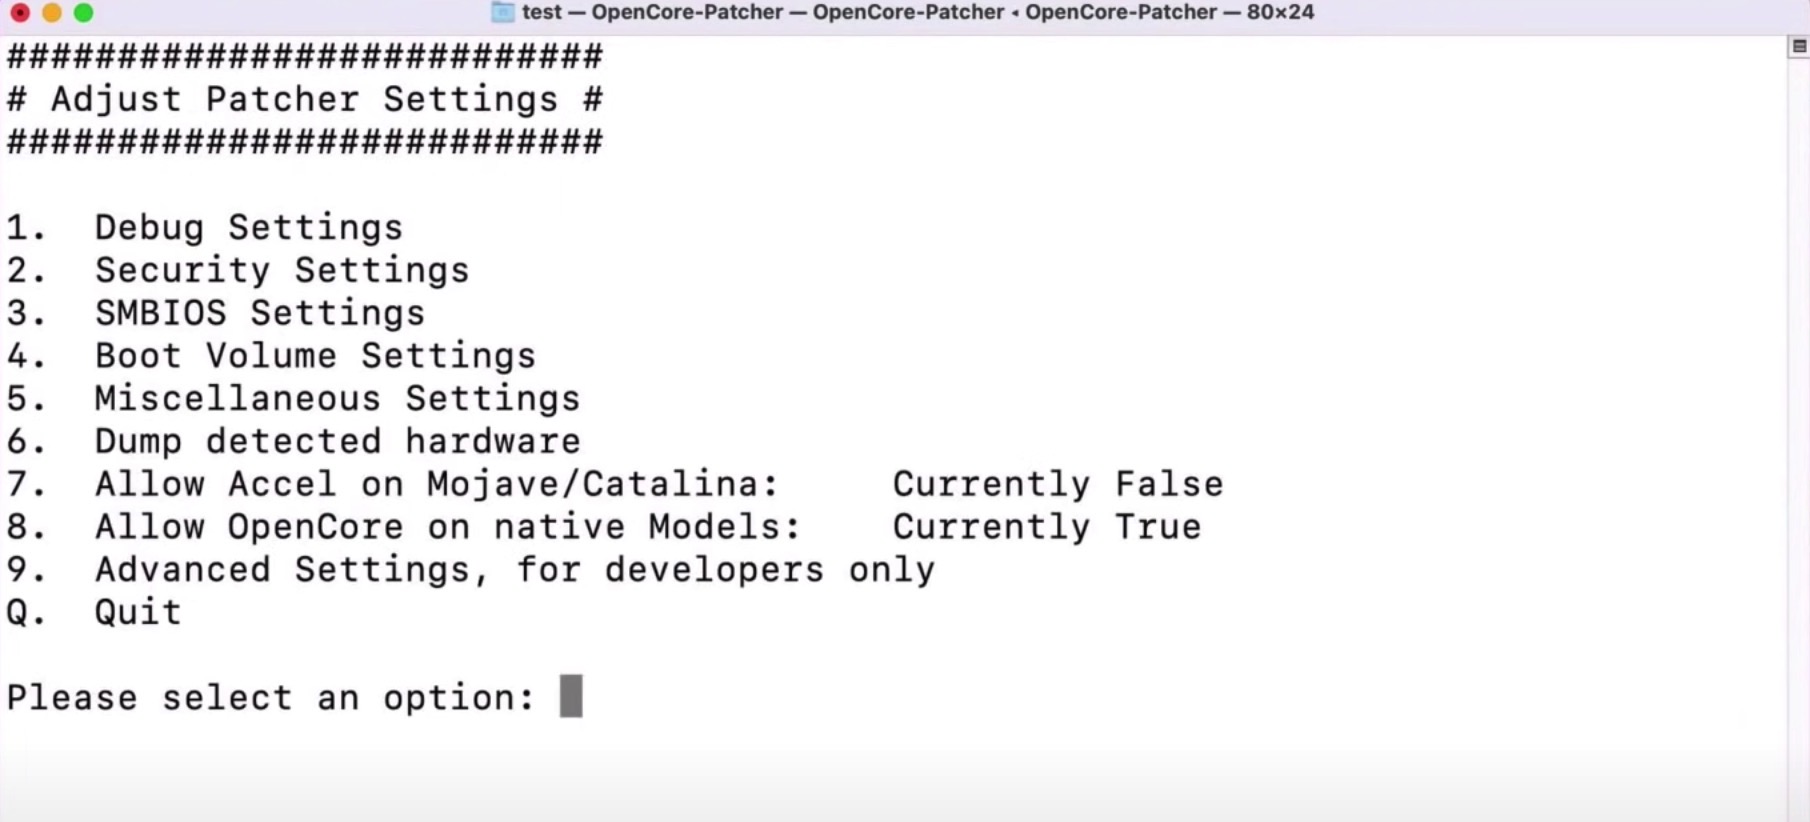 test — OpenCore-Patcher — OpenCore-Patcher ◂ OpenCore-Patcher — 80×24
###########################
# Adjust Patcher Settings #
###########################
1.  Debug Settings
2.  Security Settings
3.  SMBIOS Settings
4.  Boot Volume Settings
5.  Miscellaneous Settings
6.  Dump detected hardware
7.  Allow Accel on Mojave/Catalina:     Currently False
8.  Allow OpenCore on native Models:    Currently True
9.  Advanced Settings, for developers only
Q.  Quit
Please select an option: